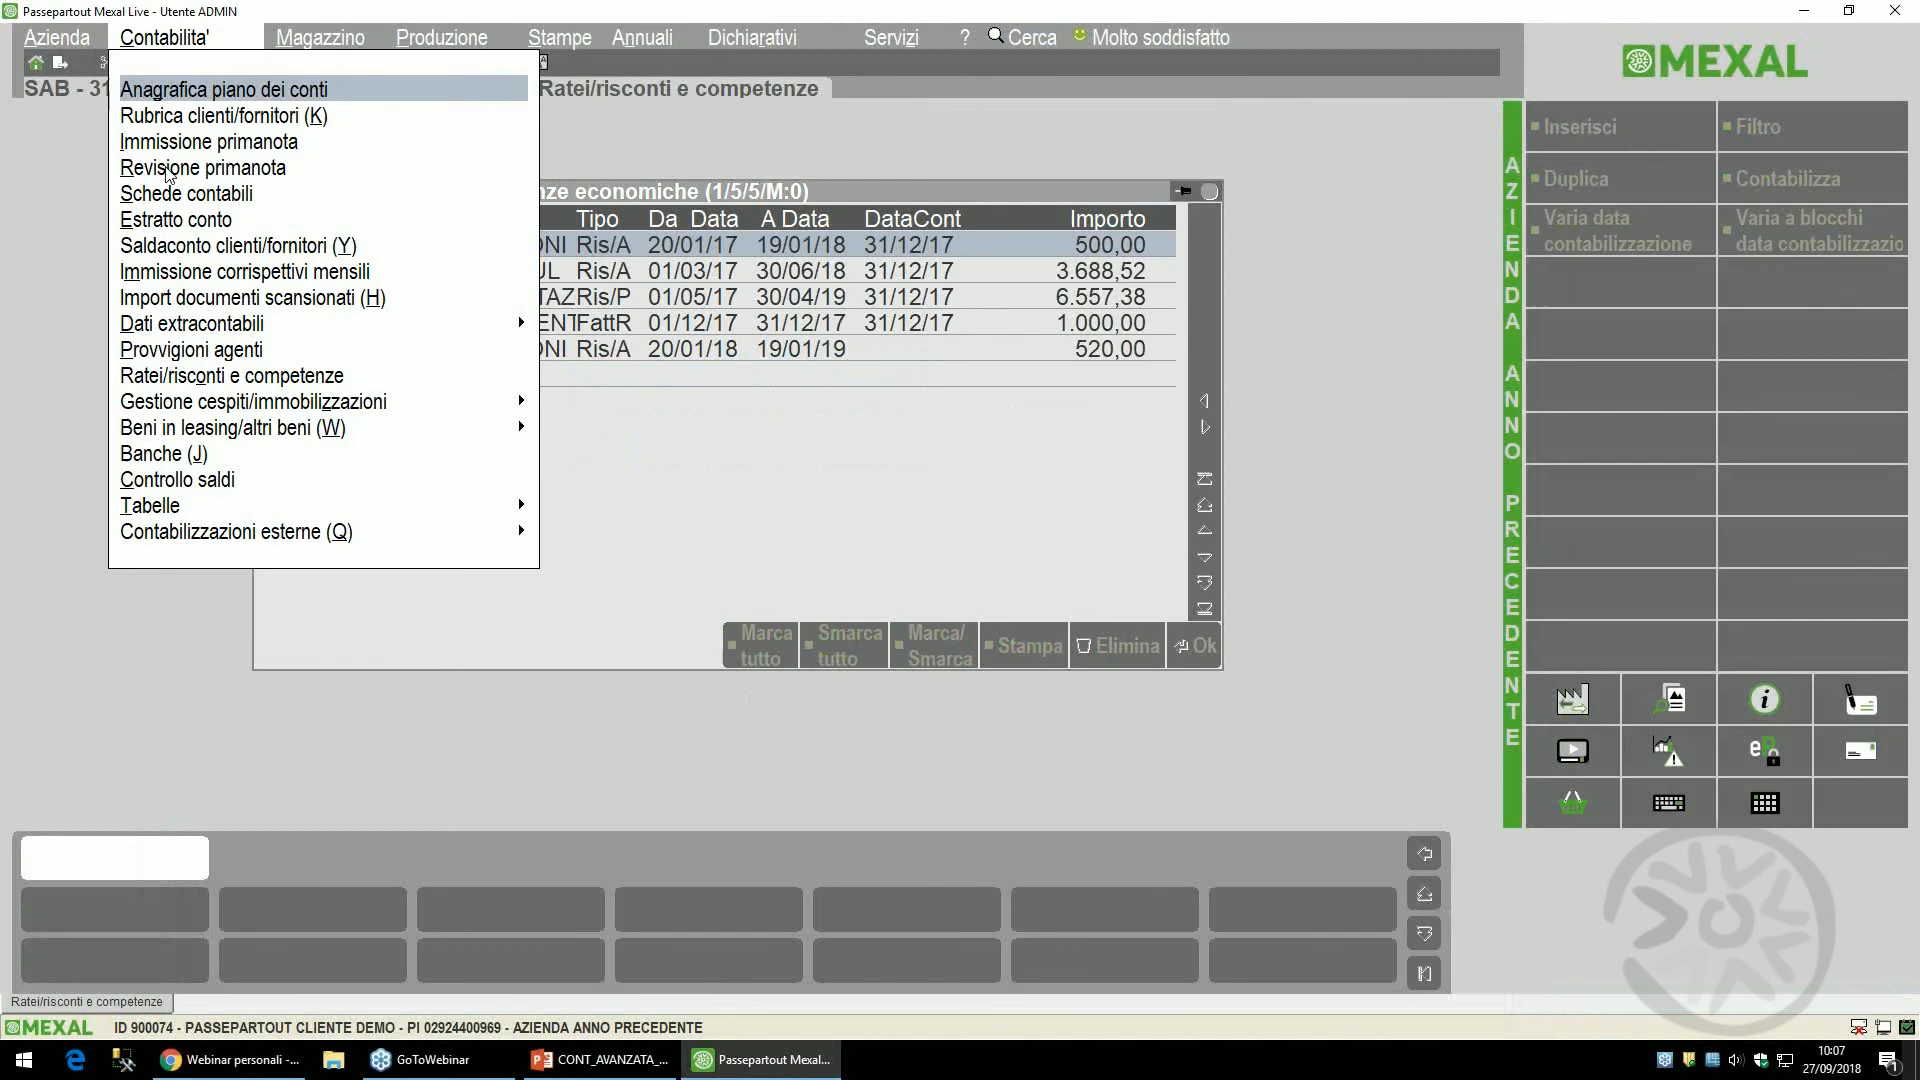 Passepartout Mexal Live - Utente ADMIN
Azienda Contabilita' Magazzino Produzione Stampe Annuali Dichiarativi Servizi ? Cerca Molto soddisfatto
MEXAL
SAB - 31
Ratei/risconti e competenze
Anagrafica piano dei conti
Rubrica clienti/fornitori (K)
Immissione primanota
Revisione primanota
Schede contabili
Estratto conto
Saldaconto clienti/fornitori (Y)
Immissione corrispettivi mensili
Import documenti scansionati (H)
Dati extracontabili
Provvigioni agenti
Ratei/risconti e competenze
Gestione cespiti/immobilizzazioni
Beni in leasing/altri beni (W)
Banche (J)
Controllo saldi
Tabelle
Contabilizzazioni esterne (Q)
nze economiche (1/5/5/M:0)
Tipo Da Data A Data DataCont Importo
ONI Ris/A 20/01/17 19/01/18 31/12/17 500,00
UL Ris/A 01/03/17 30/06/18 31/12/17 3.688,52
TAZRis/P 01/05/17 30/04/19 31/12/17 6.557,38
ENTFattR 01/12/17 31/12/17 31/12/17 1.000,00
ONI Ris/A 20/01/18 19/01/19 520,00
Marca tutto
Smarca tutto
Marca/ Smarca
Stampa
Elimina
Ok
AZIENDA ANNO PRECEDENTE
Inserisci
Filtro
Duplica
Contabilizza
Varia data contabilizzazione
Varia a blocchi data contabilizzazio
Ratei/risconti e competenze
MEXAL ID 900074 - PASSEPARTOUT CLIENTE DEMO - PI 02924400969 - AZIENDA ANNO PRECEDENTE
Webinar personali -...
GoToWebinar
CONT_AVANZATA_...
Passepartout Mexal...
10:07
27/09/2018
1